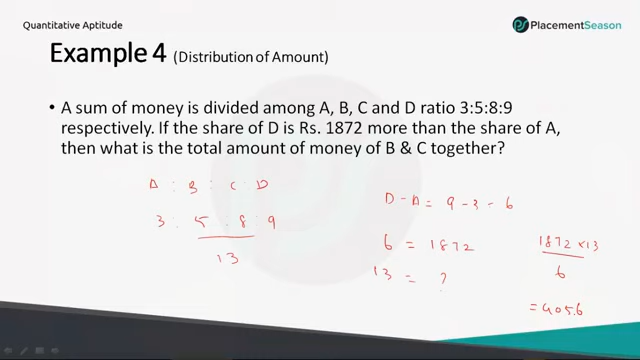 Quantitative Aptitude
PlacementSeason
Example 4 (Distribution of Amount)
• A sum of money is divided among A, B, C and D ratio 3:5:8:9
respectively. If the share of D is Rs. 1872 more than the share of A,
then what is the total amount of money of B & C together?
A : B : C : D
3 : 5 : 8 : 9
13
D - A = 9 - 3 = 6
6 = 1872
13 = ?
1872 × 13
6
= 4056